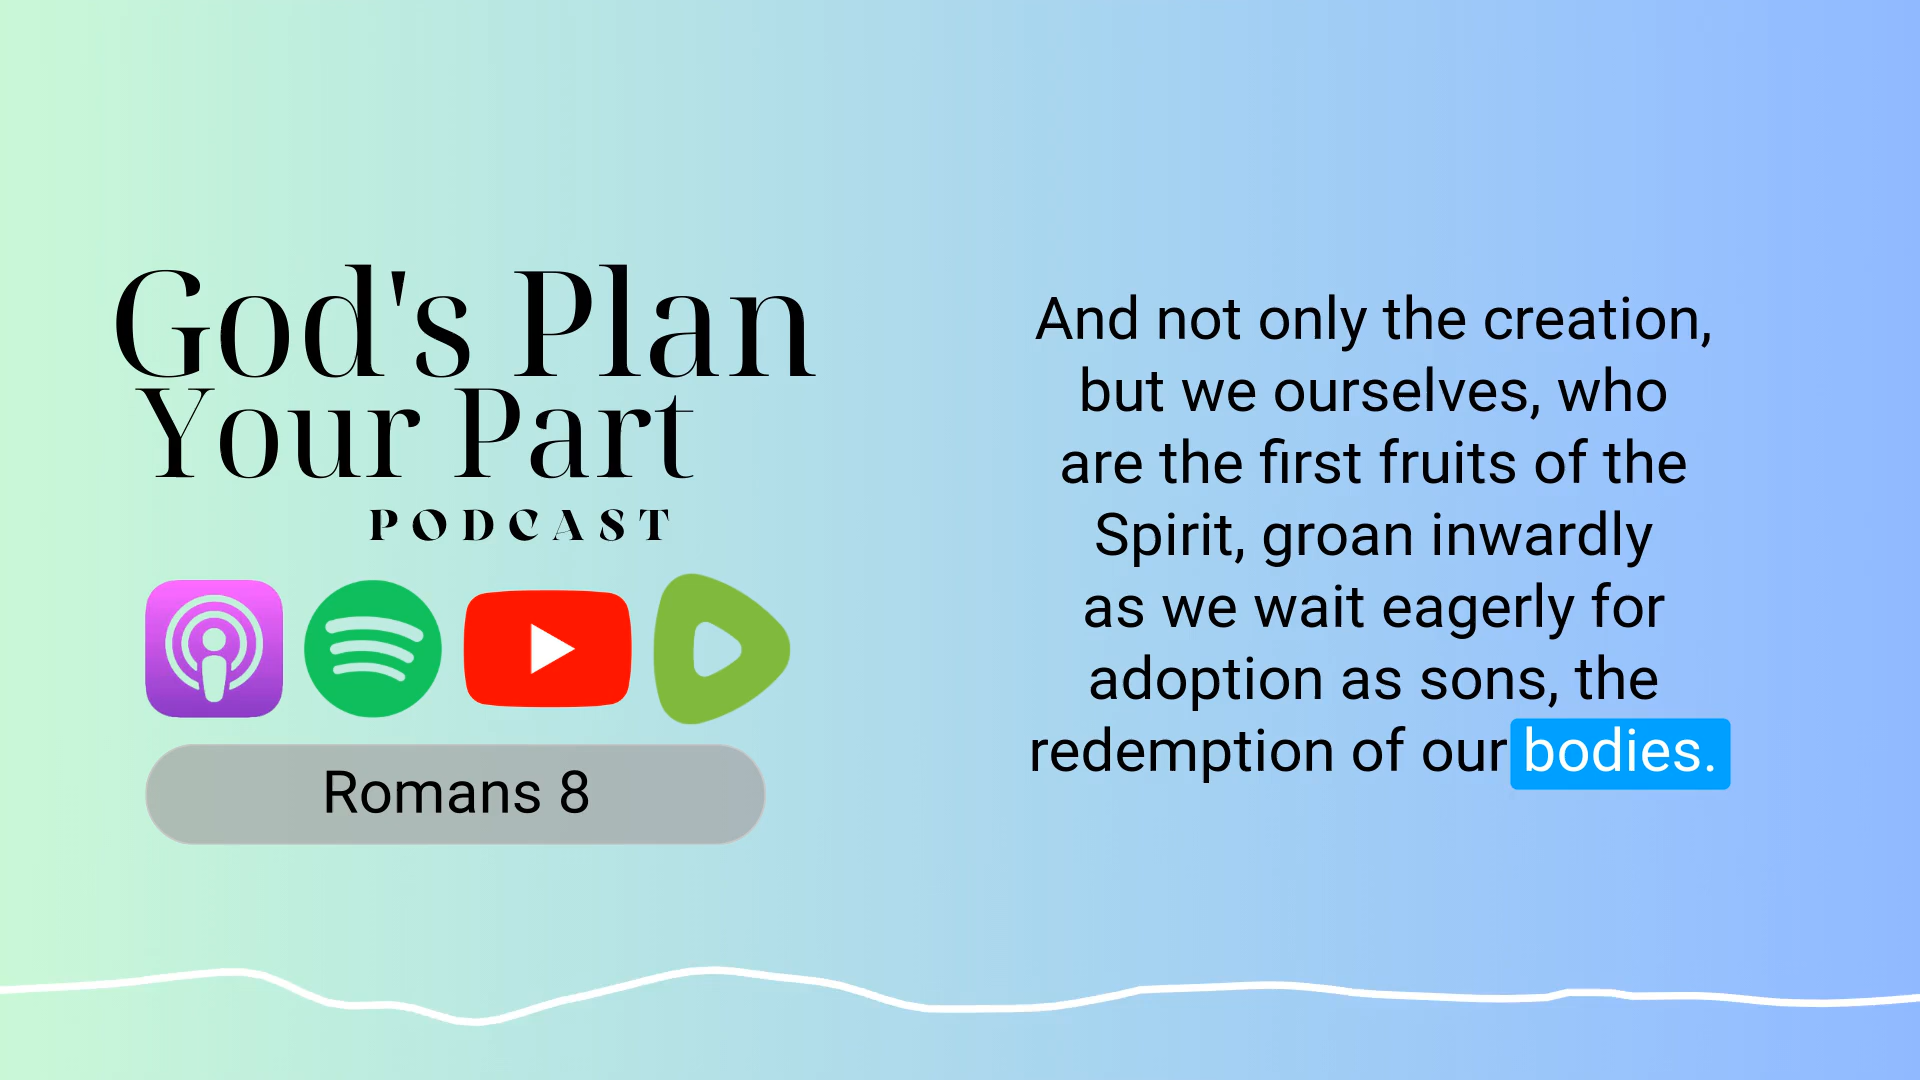 God's Plan
Your Part
PODCAST
Romans 8
And not only the creation,
but we ourselves, who
are the first fruits of the
Spirit, groan inwardly
as we wait eagerly for
adoption as sons, the
redemption of our bodies.